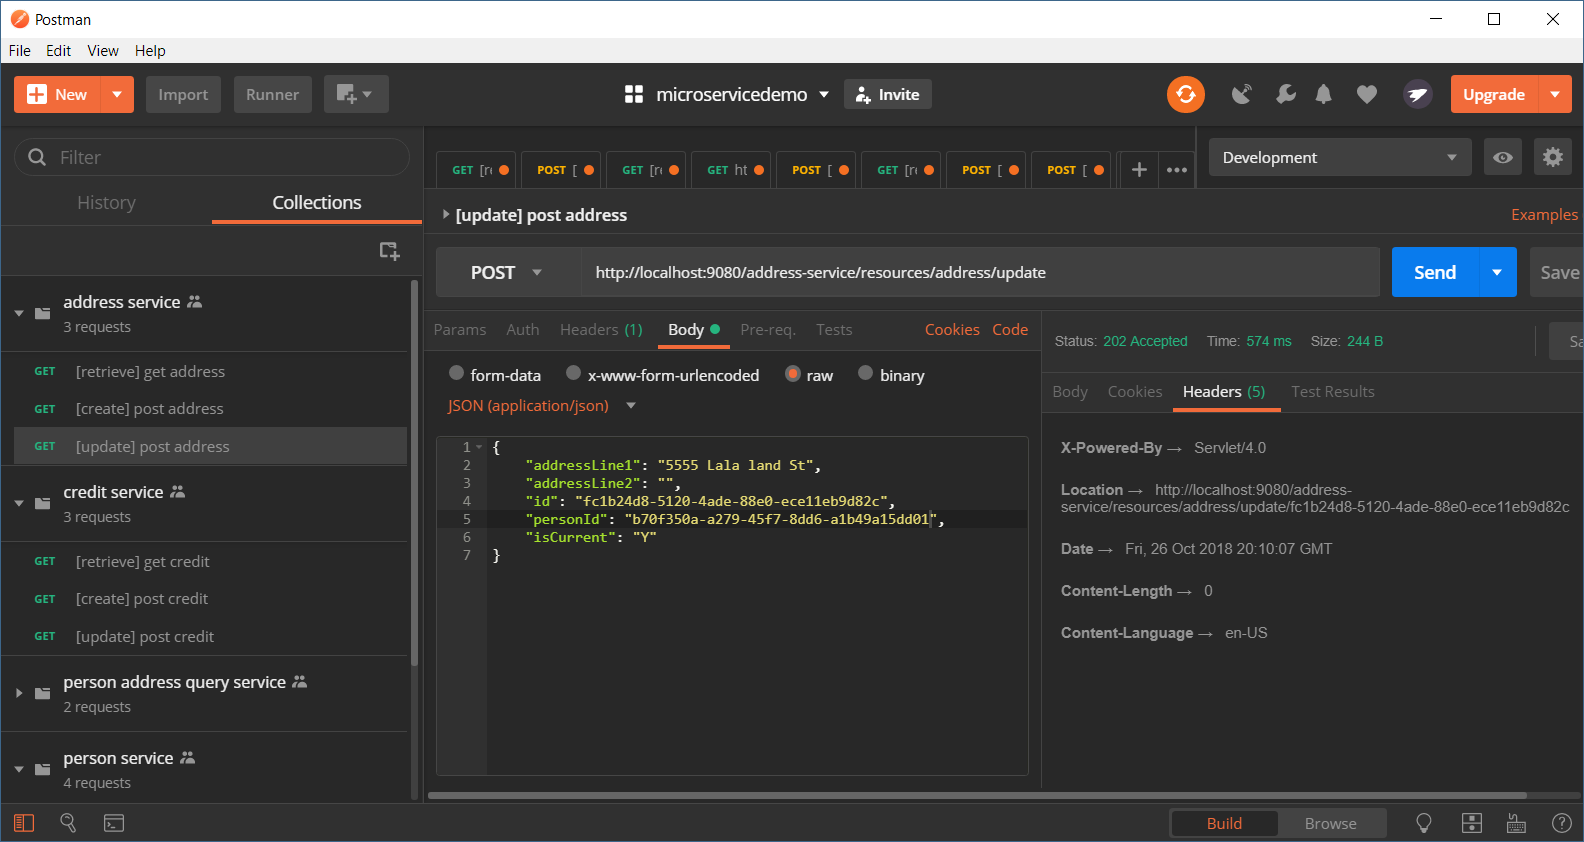 Postman
File Edit View Help
New Import Runner microservicedemo Invite Upgrade
Filter
History Collections
address service
3 requests
GET [retrieve] get address
GET [create] post address
GET [update] post address
credit service
3 requests
GET [retrieve] get credit
GET [create] post credit
GET [update] post credit
person address query service
2 requests
person service
4 requests
GET [re POST [ GET [re GET ht POST [ GET [re POST [ POST [ + •••
Development
[update] post address
Examples
POST http://localhost:9080/address-service/resources/address/update Send Save
Params Auth Headers (1) Body Pre-req. Tests Cookies Code
form-data x-www-form-urlencoded raw binary
JSON (application/json)
1 {
2 "addressLine1": "5555 Lala land St",
3 "addressLine2": "",
4 "id": "fc1b24d8-5120-4ade-88e0-ece11eb9d82c",
5 "personId": "b70f350a-a279-45f7-8dd6-a1b49a15dd01",
6 "isCurrent": "Y"
7 }
Status: 202 Accepted Time: 574 ms Size: 244 B Sa
Body Cookies Headers (5) Test Results
X-Powered-By → Servlet/4.0
Location → http://localhost:9080/address-
service/resources/address/update/fc1b24d8-5120-4ade-88e0-ece11eb9d82c
Date → Fri, 26 Oct 2018 20:10:07 GMT
Content-Length → 0
Content-Language → en-US
Build Browse
?